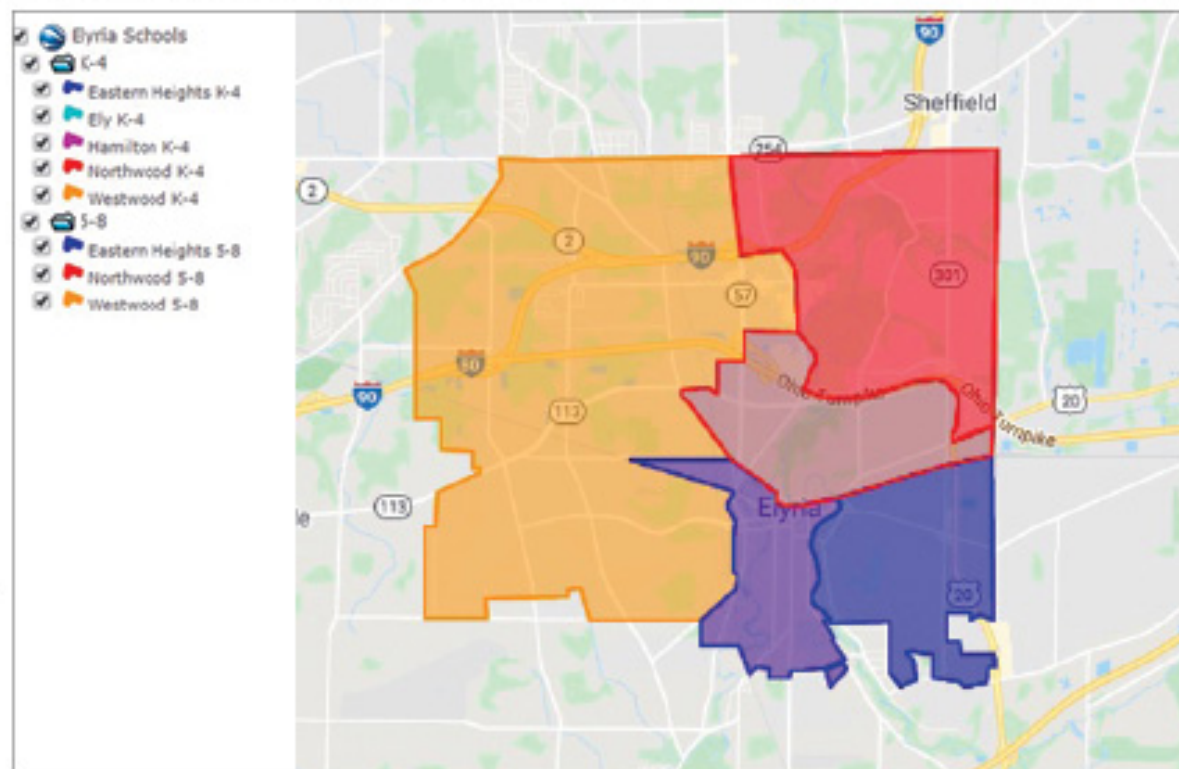 Elyria Schools
K-4
Eastern Heights K-4
Ely K-4
Hamilton K-4
Northwood K-4
Westwood K-4
5-8
Eastern Heights 5-8
Northwood 5-8
Westwood 5-8
90
Sheffield
254
2
2
90
301
57
90
Ohio Turnpike
90
20
Ohio Turnpike
113
113
le
Elyria
20